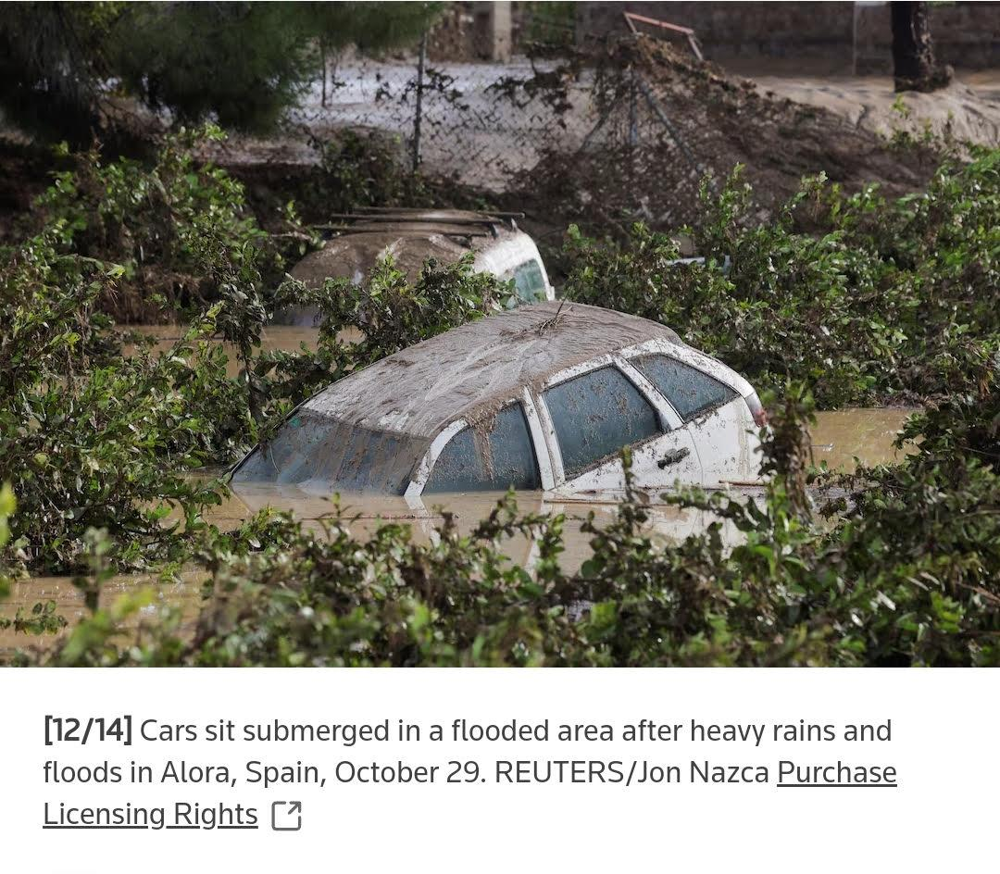 [12/14] Cars sit submerged in a flooded area after heavy rains and
floods in Alora, Spain, October 29. REUTERS/Jon Nazca Purchase
Licensing Rights